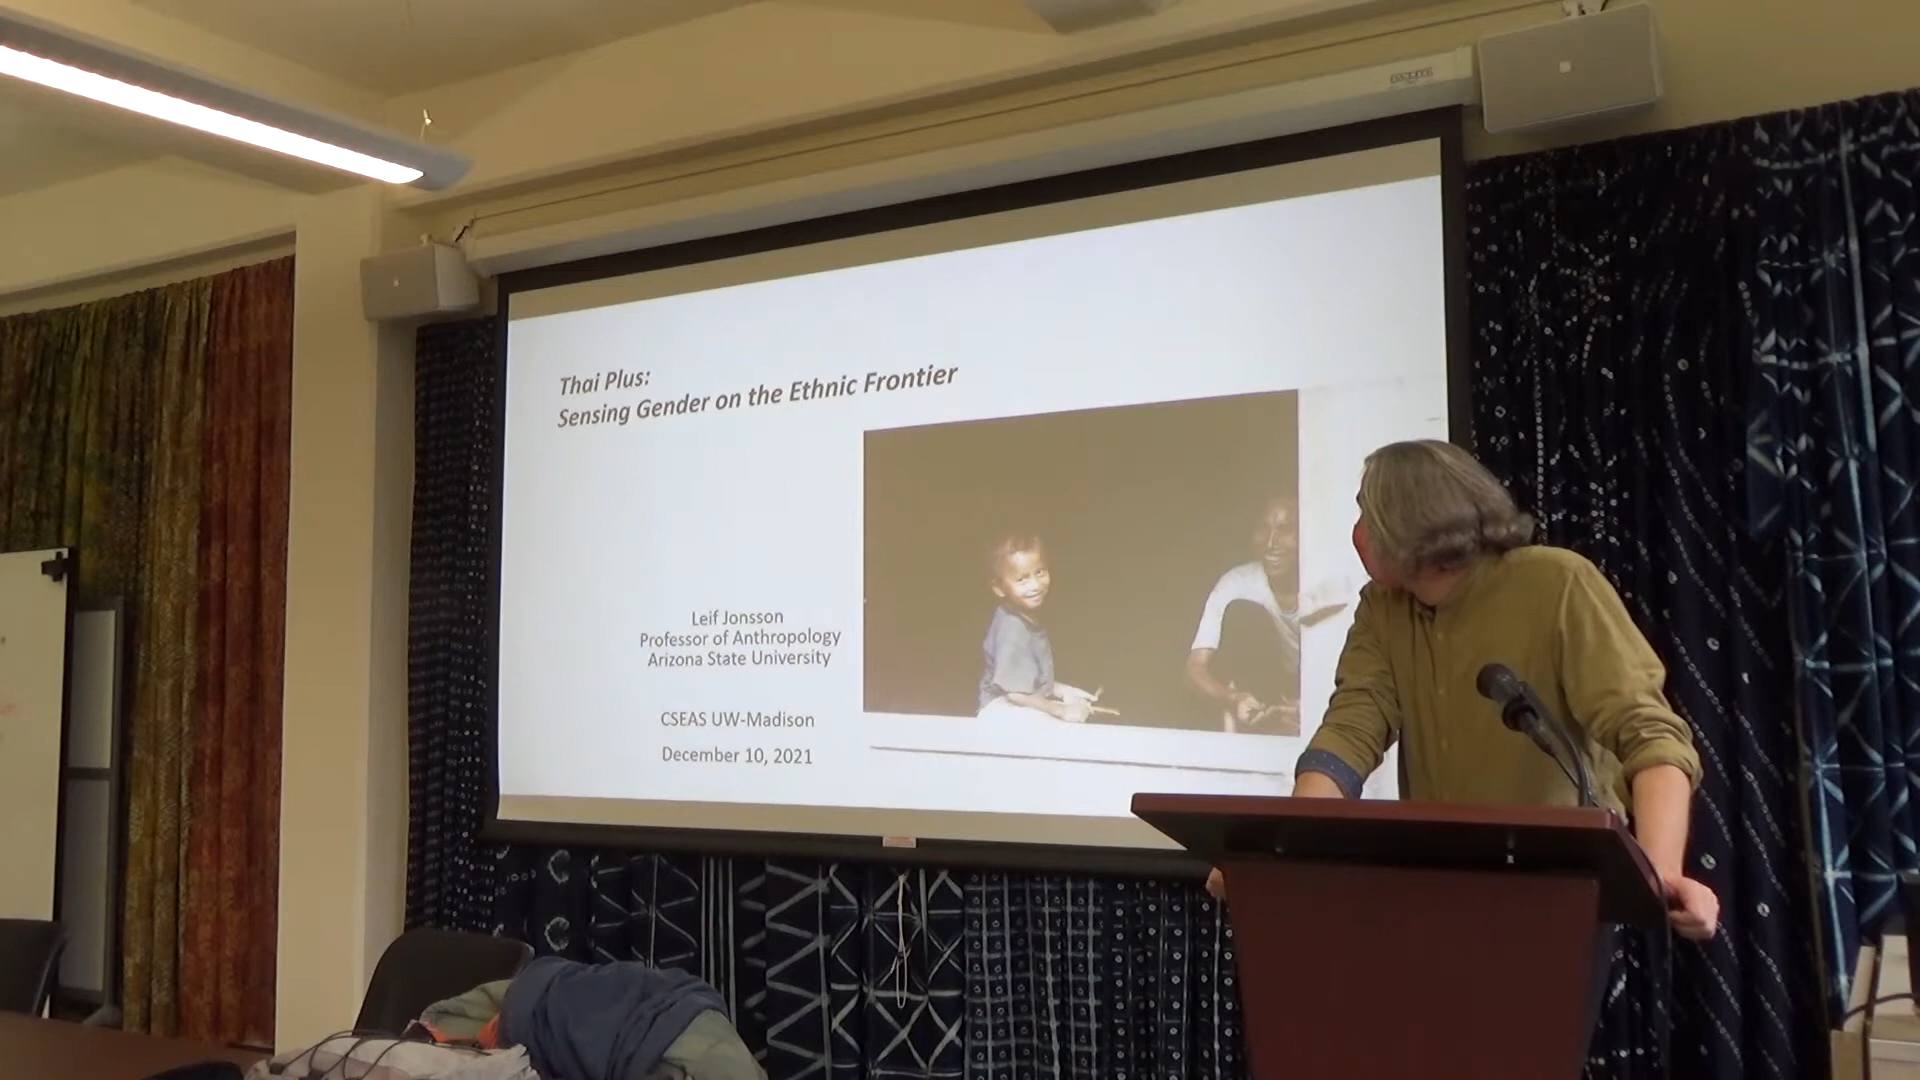 Thai Plus:
Sensing Gender on the Ethnic Frontier
Leif Jonsson
Professor of Anthropology
Arizona State University
CSEAS UW-Madison
December 10, 2021